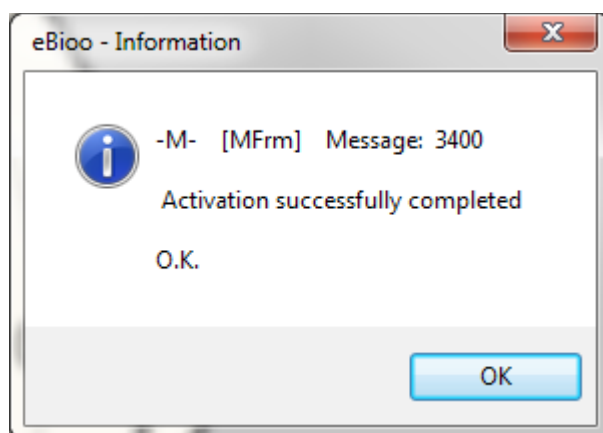 eBioo - Information
-M- [MFrm] Message: 3400
Activation successfully completed
O.K.
OK